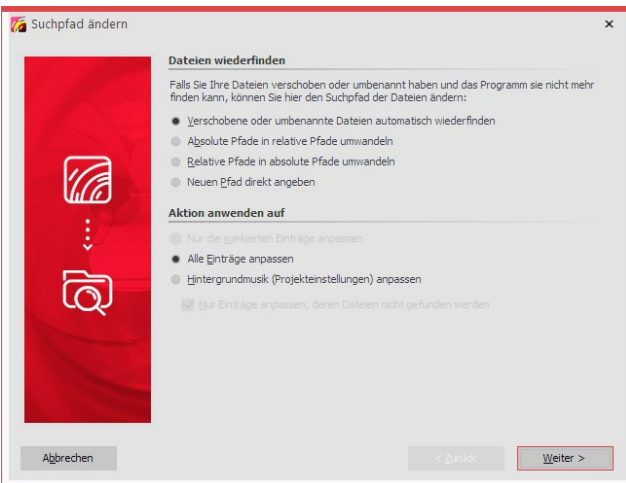 Suchpfad ändern
Dateien wiederfinden
Falls Sie Ihre Dateien verschoben oder umbenannt haben und das Programm sie nicht mehr
finden kann, können Sie hier den Suchpfad der Dateien ändern:
Verschobene oder umbenannte Dateien automatisch wiederfinden
Absolute Pfade in relative Pfade umwandeln
Relative Pfade in absolute Pfade umwandeln
Neuen Pfad direkt angeben
Aktion anwenden auf
Nur die markierten Einträge anpassen
Alle Einträge anpassen
Hintergrundmusik (Projekteinstellungen) anpassen
Nur Einträge anpassen, deren Dateien nicht gefunden werden
Abbrechen
< Zurück
Weiter >